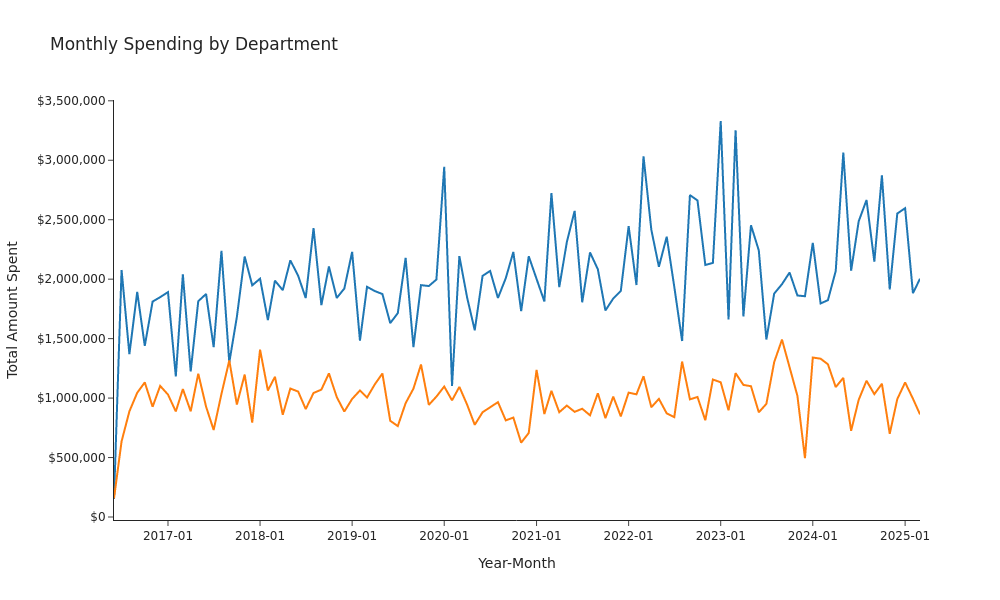 Monthly Spending by Department
$3,500,000
$3,000,000
$2,500,000
$2,000,000
$1,500,000
$1,000,000
$500,000
$0
Total Amount Spent
2017-01 2018-01 2019-01 2020-01 2021-01 2022-01 2023-01 2024-01 2025-01
Year-Month